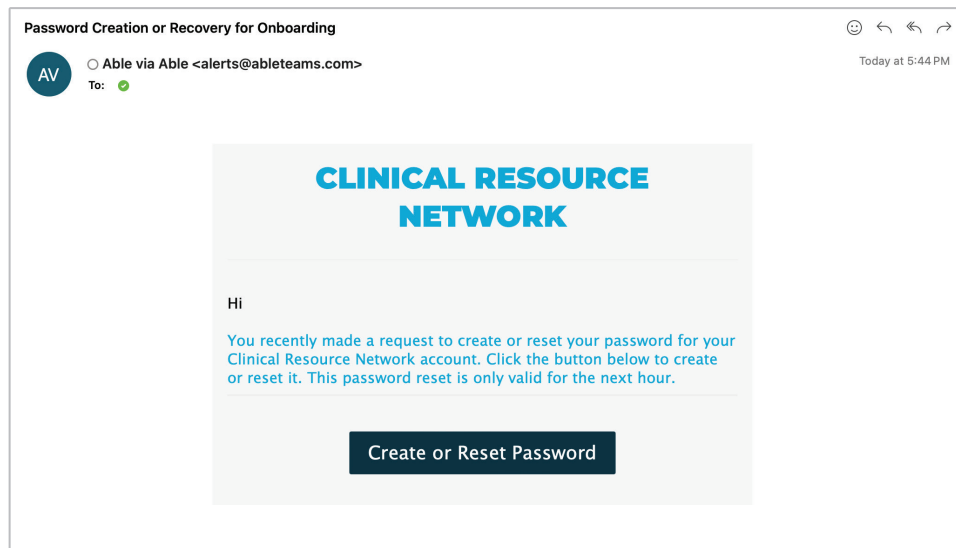 Password Creation or Recovery for Onboarding
AV
Able via Able <alerts@ableteams.com>
Today at 5:44 PM
To:
CLINICAL RESOURCE
NETWORK
Hi
You recently made a request to create or reset your password for your
Clinical Resource Network account. Click the button below to create
or reset it. This password reset is only valid for the next hour.
Create or Reset Password